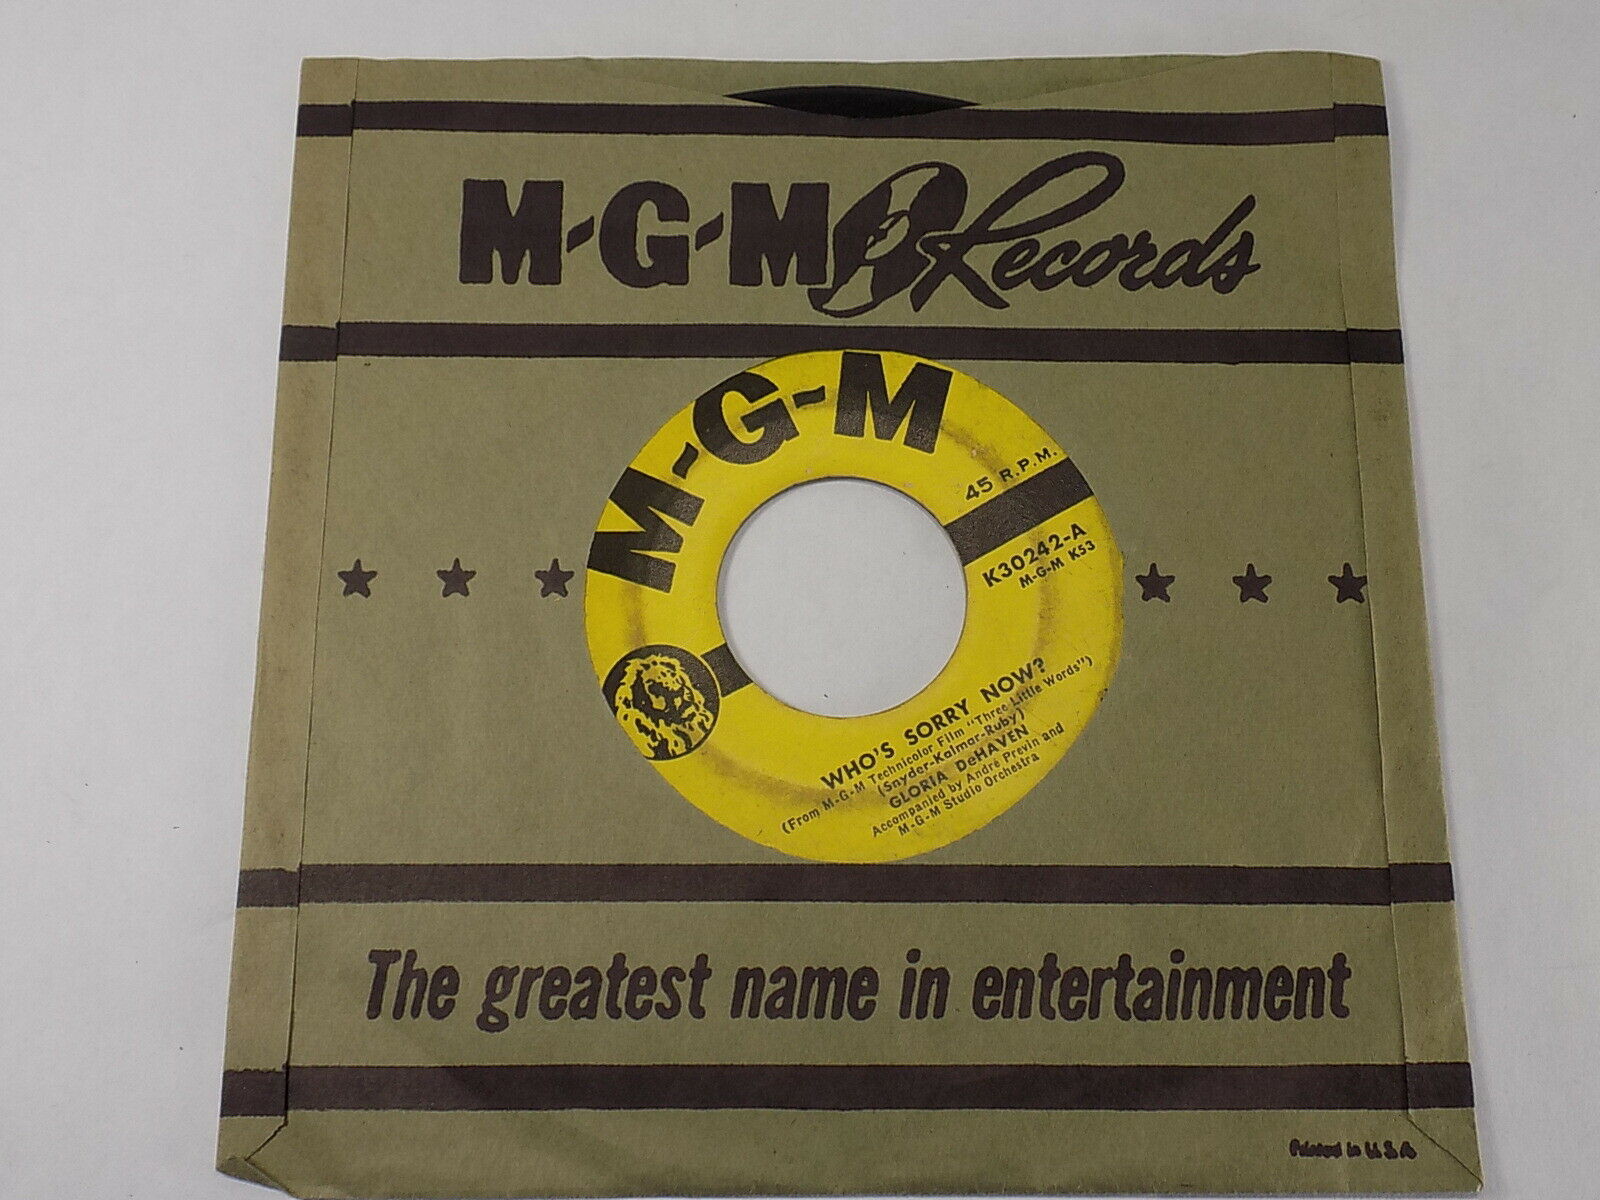 M-G-M Records
M-G-M
45 R.P.M.
K30242-A
M-G-M K53
WHO'S SORRY NOW?
(From M-G-M Technicolor Film "Three Little Words")
(Snyder-Kalmar-Ruby)
GLORIA DeHAVEN
Accompanied by André Previn and
M-G-M Studio Orchestra
The greatest name in entertainment
Printed in U.S.A